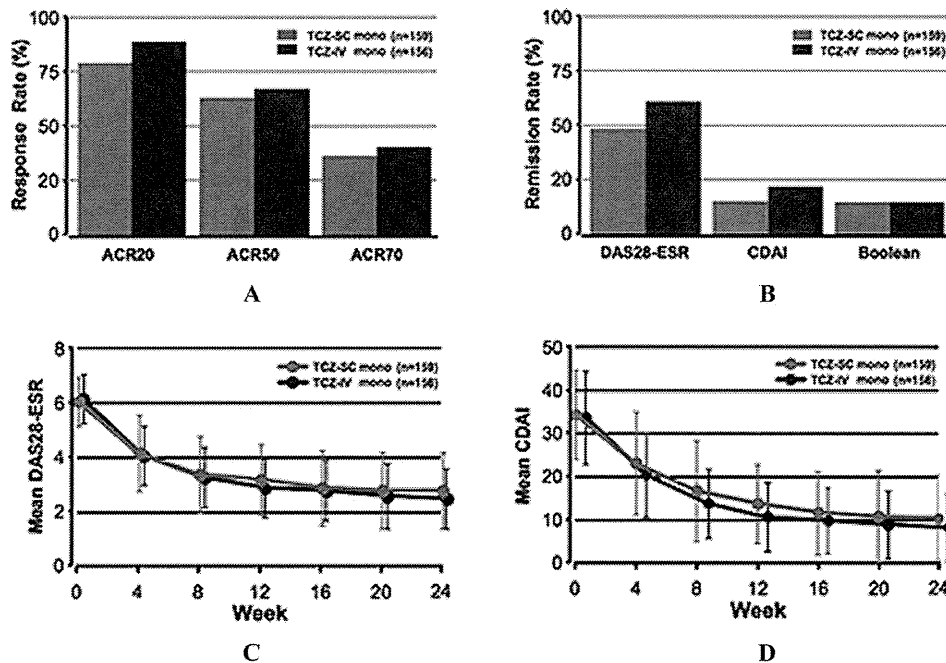 Response Rate (%)
100
75
50
20
0
TCZ-SC mono (n=159)
TCZ-IV mono (n=156)
ACR20 ACR50 ACR70
A
Remission Rate (%)
100
75
50
20
0
TCZ-SC mono (n=159)
TCZ-IV mono (n=156)
DAS28-ESR CDAI Boolean
B
Mean DAS28-ESR
8
6
4
2
0
TCZ-SC mono (n=159)
TCZ-IV mono (n=156)
0 4 8 12 16 20 24
Week
C
Mean CDAI
50
40
30
20
10
0
TCZ-SC mono (n=159)
TCZ-IV mono (n=156)
0 4 8 12 16 20 24
Week
D